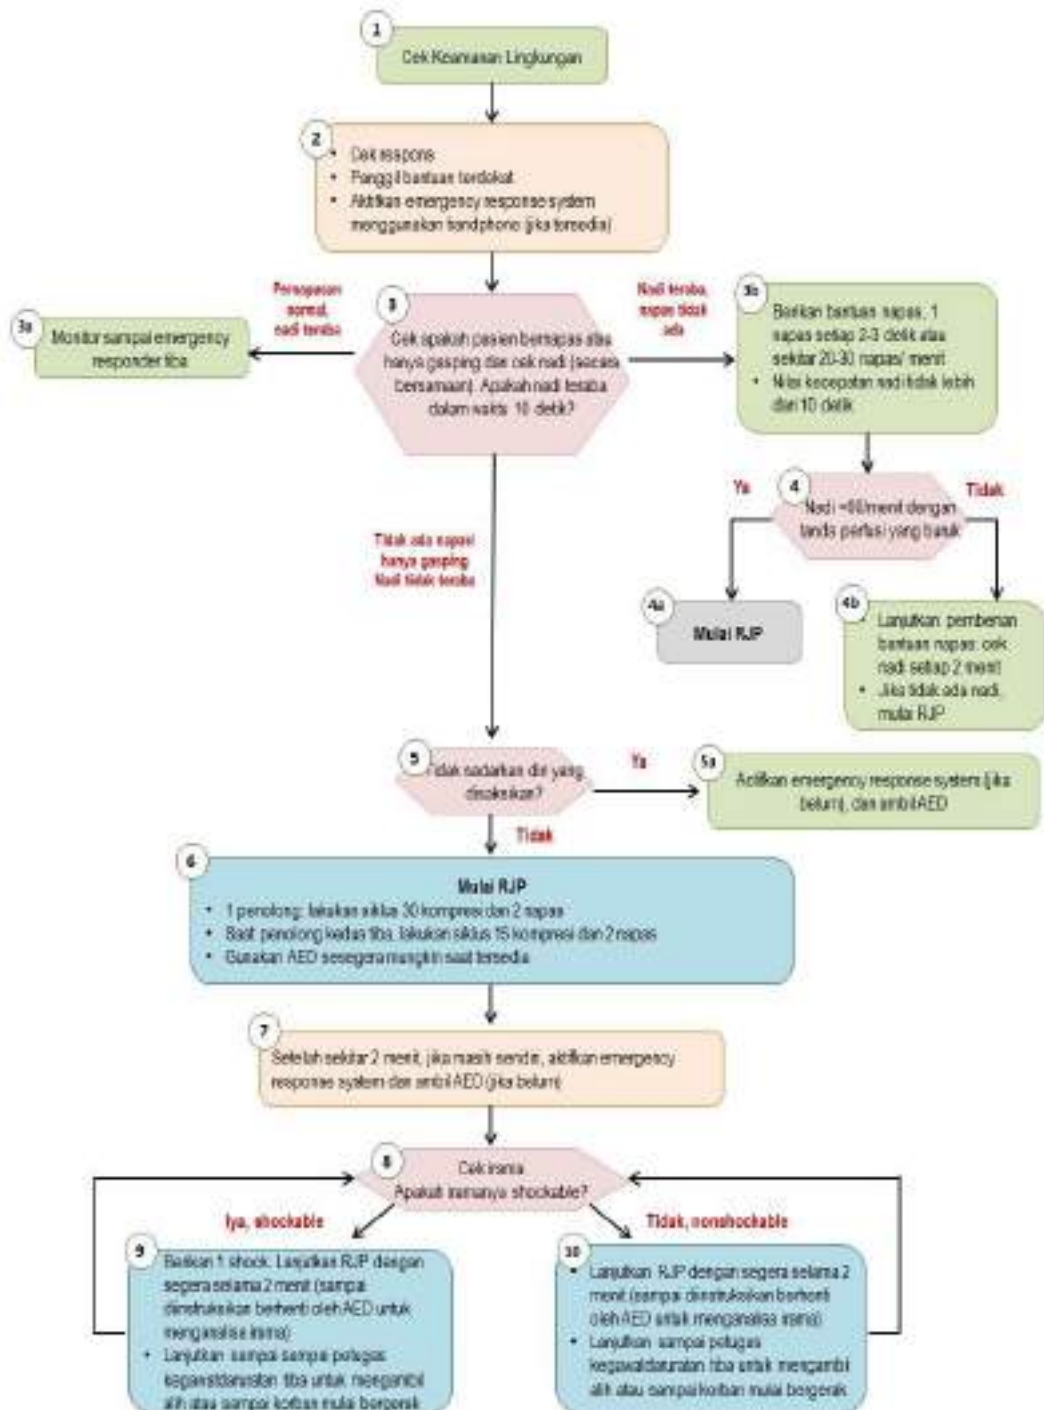 1
Cek Keamanan Lingkungan
2
• Cek respons
• Panggil bantuan terdekat
• Aktifkan emergency response system
menggunakan handphone (jika tersedia)
Pernapasan
normal,
nadi teraba
3
Nadi teraba,
napas tidak
ada
3a
Monitor sampai emergency
responder tiba
Cek apakah pasien bernapas atau
hanya gasping dan cek nadi (secara
bersamaan). Apakah nadi teraba
dalam waktu 10 detik?
3b
• Berikan bantuan napas, 1
napas setiap 2-3 detik atau
sekitar 20-30 napas/ menit
• Nilai kecepatan nadi tidak lebih
dari 10 detik
Ya
4
Tidak
Nadi <60/menit dengan
tanda perfusi yang buruk
Tidak ada napas/
hanya gasping
Nadi tidak teraba
4a
Mulai RJP
4b
• Lanjutkan pemberian
bantuan napas: cek
nadi setiap 2 menit
• Jika tidak ada nadi,
mulai RJP
5
Tidak sadarkan diri yang
disaksikan?
Ya
5a
Actifkan emergency response system (jika
belum), dan ambil AED
Tidak
6
Mulai RJP
• 1 penolong: lakukan siklus 30 kompresi dan 2 napas
• Saat penolong kedua tiba, lakukan siklus 15 kompresi dan 2 napas
• Gunakan AED sesegera mungkin saat tersedia
7
Setelah sekitar 2 menit, jika masih sendiri, aktifkan emergency
response system dan ambil AED (jika belum)
8
Cek irama
Apakah iramanya shockable?
Iya, shockable
Tidak, nonshockable
9
• Berikan 1 shock. Lanjutkan RJP dengan
segera selama 2 menit (sampai
diinstruksikan berhenti oleh AED untuk
menganalisa irama)
• Lanjutkan sampai sampai petugas
kegawatdaruratan tiba untuk mengambil
alih atau sampai korban mulai bergerak
10
• Lanjutkan RJP dengan segera selama 2
menit (sampai diinstruksikan berhenti
oleh AED untuk menganalisa irama)
• Lanjutkan sampai petugas
kegawatdaruratan tiba untuk mengambil
alih atau sampai korban mulai bergerak